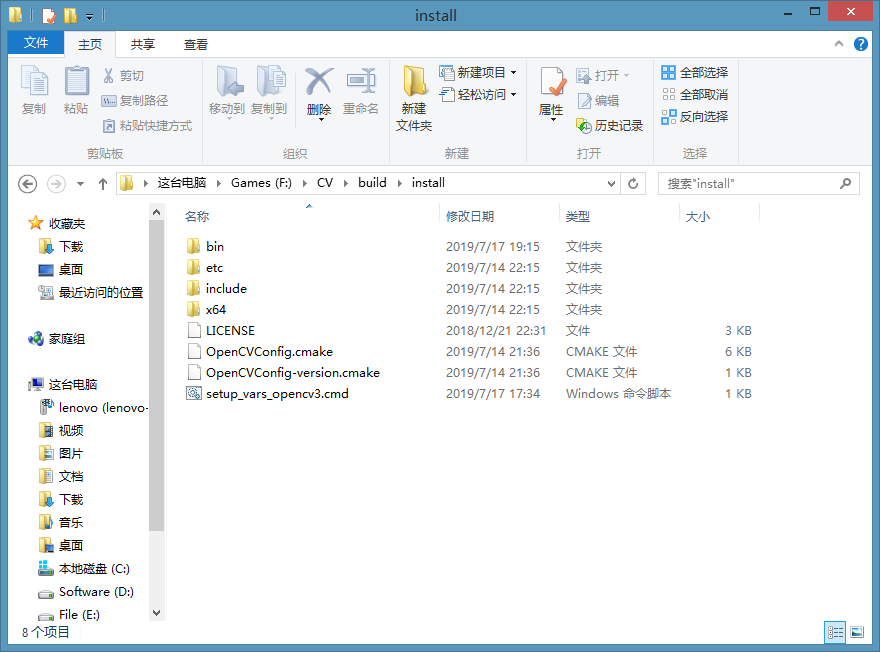 install
文件
主页
共享
查看
复制
粘贴
剪切
复制路径
粘贴快捷方式
剪贴板
移动到
复制到
删除
重命名
组织
新建
文件夹
新建项目
轻松访问
新建
属性
打开
编辑
历史记录
打开
全部选择
全部取消
反向选择
选择
这台电脑 Games (F:) CV build install
搜索"install"
收藏夹
下载
桌面
最近访问的位置
家庭组
这台电脑
lenovo (lenovo-
视频
图片
文档
下载
音乐
桌面
本地磁盘 (C:)
Software (D:)
File (E:)
名称 修改日期 类型 大小
bin 2019/7/17 19:15 文件夹
etc 2019/7/14 22:15 文件夹
include 2019/7/14 22:15 文件夹
x64 2019/7/14 22:15 文件夹
LICENSE 2018/12/21 22:31 文件 3 KB
OpenCVConfig.cmake 2019/7/14 21:36 CMAKE 文件 6 KB
OpenCVConfig-version.cmake 2019/7/14 21:36 CMAKE 文件 1 KB
setup_vars_opencv3.cmd 2019/7/17 17:34 Windows 命令脚本 1 KB
8 个项目